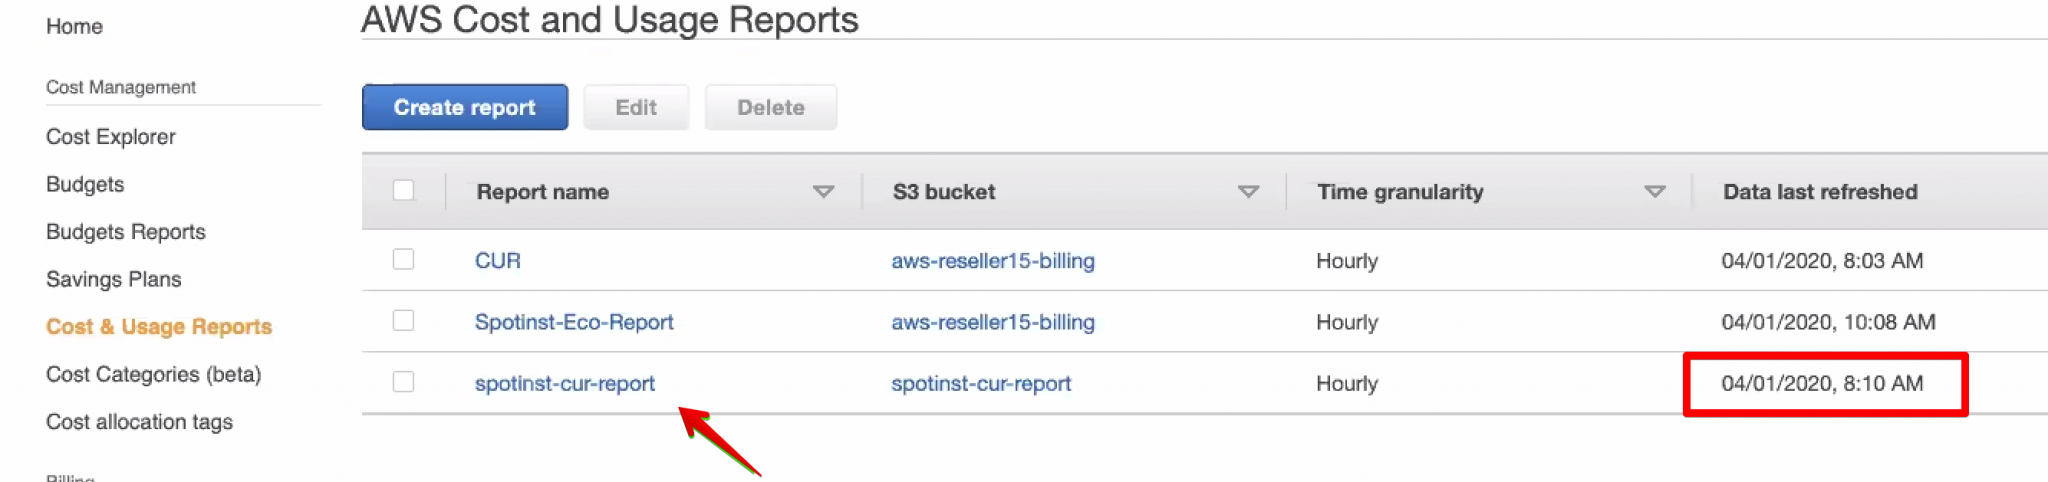 Home
Cost Management
Cost Explorer
Budgets
Budgets Reports
Savings Plans
Cost & Usage Reports
Cost Categories (beta)
Cost allocation tags
Billing
AWS Cost and Usage Reports
Create report Edit Delete
Report name S3 bucket Time granularity Data last refreshed
CUR aws-reseller15-billing Hourly 04/01/2020, 8:03 AM
Spotinst-Eco-Report aws-reseller15-billing Hourly 04/01/2020, 10:08 AM
spotinst-cur-report spotinst-cur-report Hourly 04/01/2020, 8:10 AM